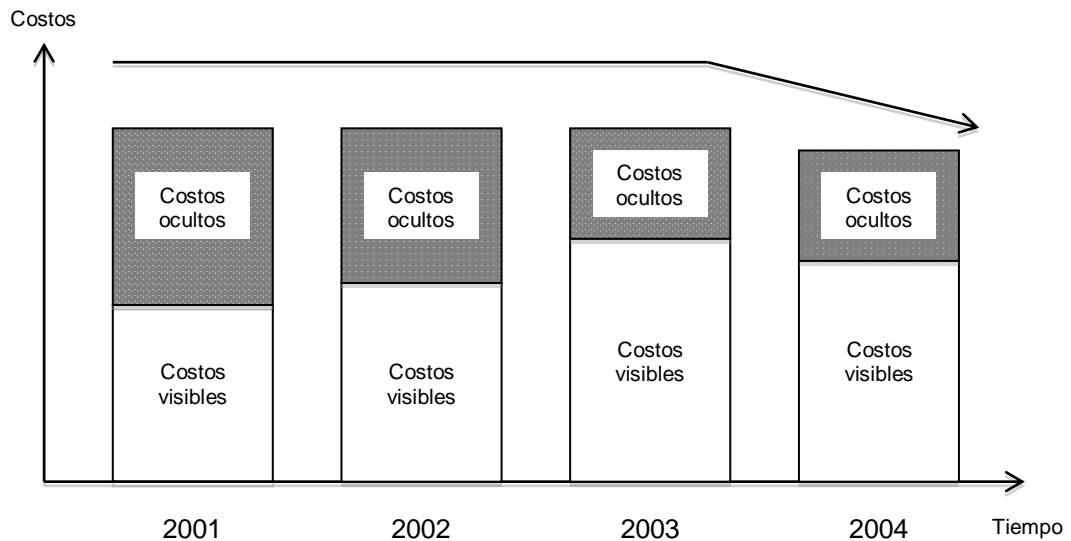 Costos
Costos
ocultos
Costos
ocultos
Costos
ocultos
Costos
ocultos
Costos
visibles
Costos
visibles
Costos
visibles
Costos
visibles
2001
2002
2003
2004
Tiempo